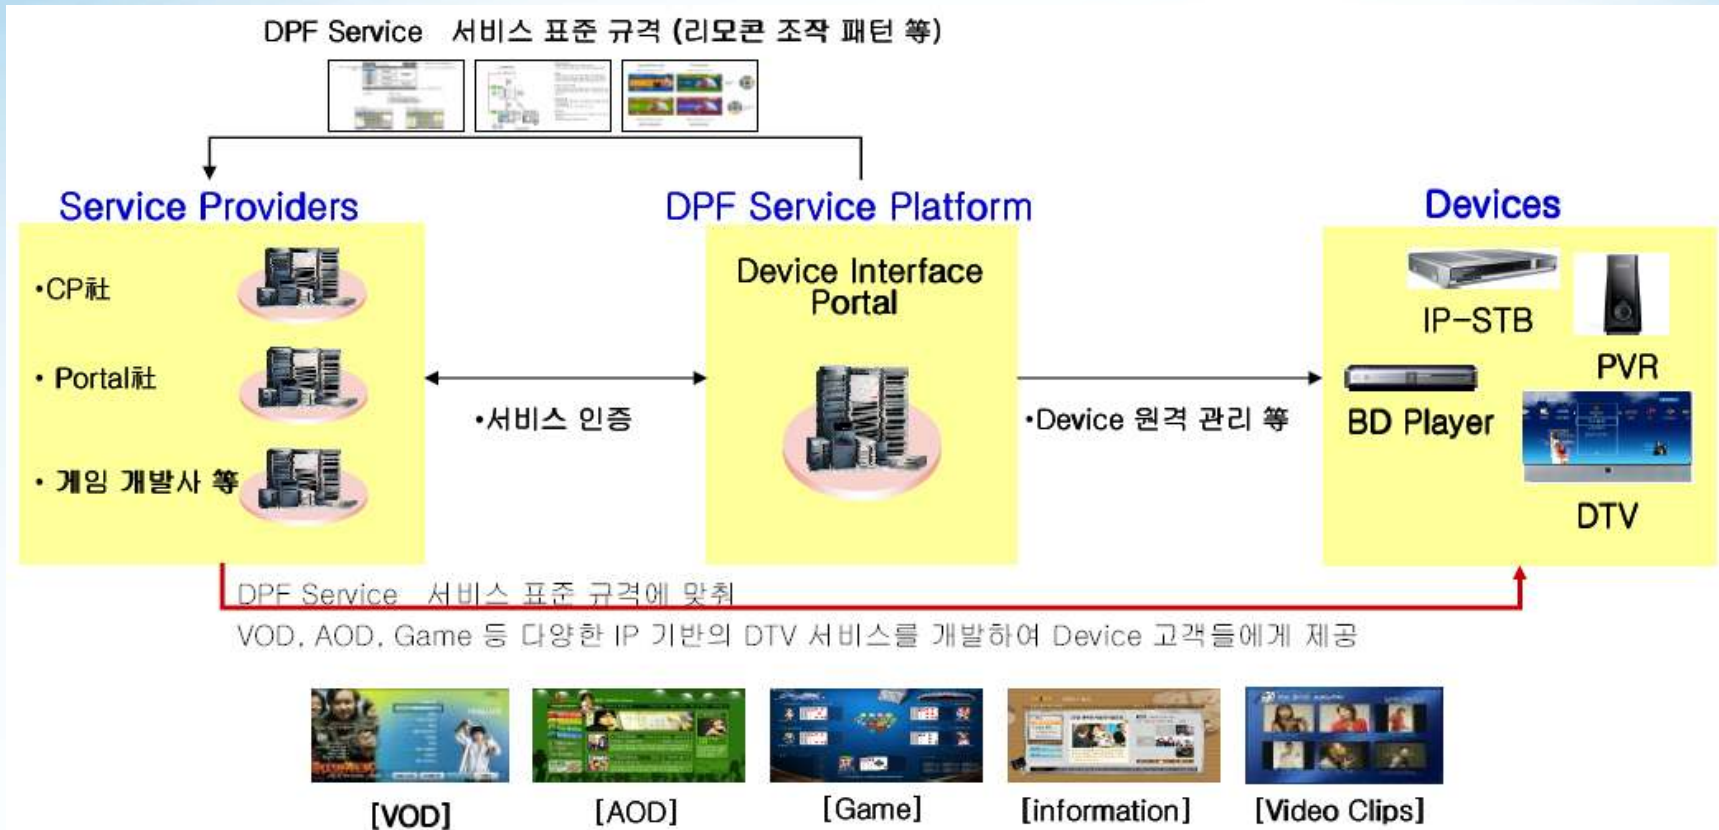 DPF Service 서비스 표준 규격 (리모콘 조작 패턴 等)
Service Providers
DPF Service Platform
Devices
•CP社
• Portal社
• 게임 개발사 等
•서비스 인증
Device Interface
Portal
•Device 원격 관리 等
IP-STB
PVR
BD Player
DTV
DPF Service 서비스 표준 규격에 맞춰
VOD, AOD, Game 등 다양한 IP 기반의 DTV 서비스를 개발하여 Device 고객들에게 제공
[VOD]
[AOD]
[Game]
[information]
[Video Clips]